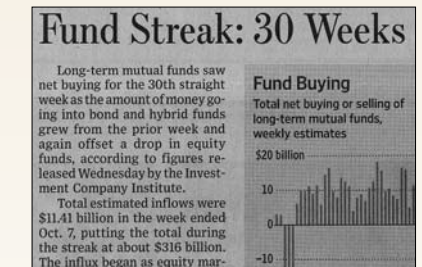 Fund Streak: 30 Weeks
Long-term mutual funds saw
net buying for the 30th straight
week as the amount of money go-
ing into bond and hybrid funds
grew from the prior week and
again offset a drop in equity
funds, according to figures re-
leased Wednesday by the Invest-
ment Company Institute.
Total estimated inflows were
$11.41 billion in the week ended
Oct. 7, putting the total during
the streak at about $316 billion.
The influx began as equity mar-
Fund Buying
Total net buying or selling of
long-term mutual funds,
weekly estimates
$20 billion
10
0
–10